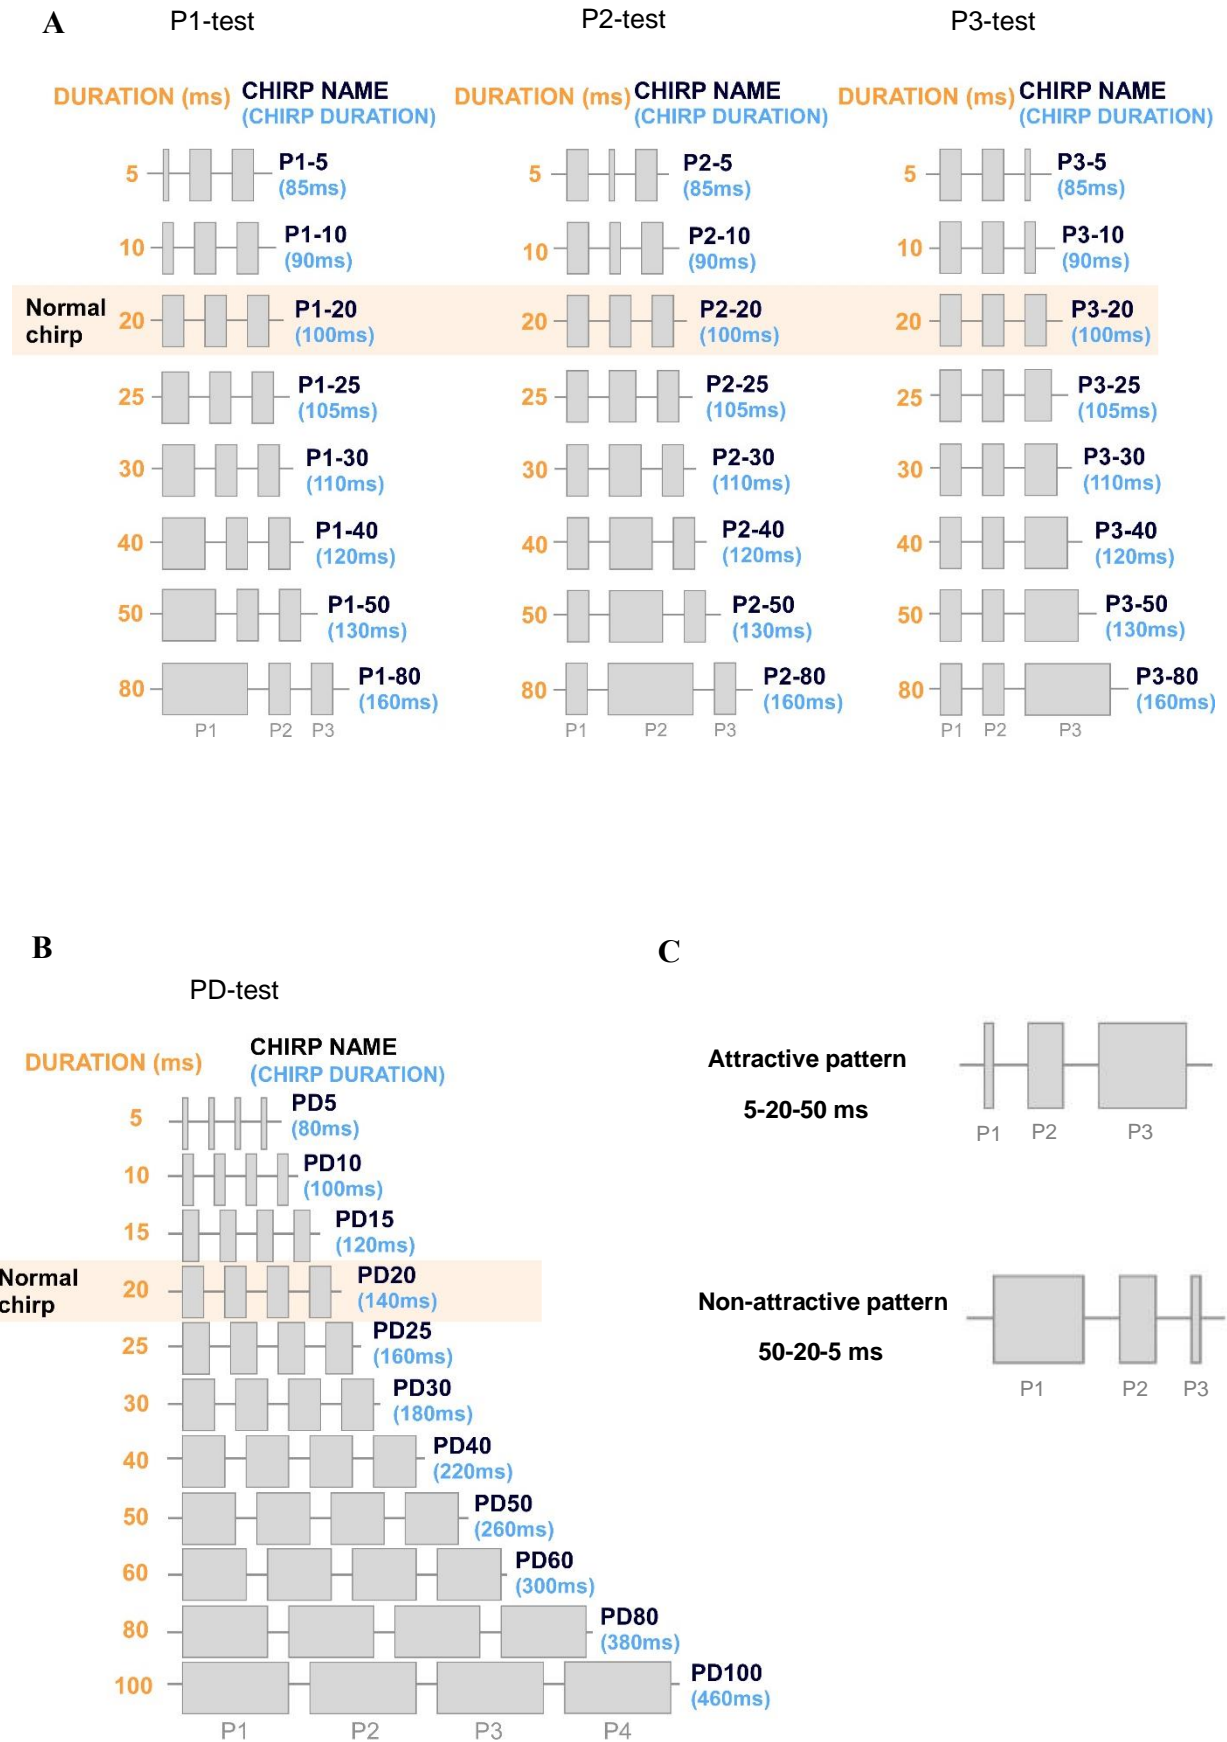 A
P1-test
P2-test
P3-test
DURATION (ms) CHIRP NAME
(CHIRP DURATION)
5 P1-5
(85ms)
10 P1-10
(90ms)
Normal chirp
20 P1-20
(100ms)
25 P1-25
(105ms)
30 P1-30
(110ms)
40 P1-40
(120ms)
50 P1-50
(130ms)
80 P1-80
(160ms)
P1 P2 P3
DURATION (ms) CHIRP NAME
(CHIRP DURATION)
5 P2-5
(85ms)
10 P2-10
(90ms)
20 P2-20
(100ms)
25 P2-25
(105ms)
30 P2-30
(110ms)
40 P2-40
(120ms)
50 P2-50
(130ms)
80 P2-80
(160ms)
P1 P2 P3
DURATION (ms) CHIRP NAME
(CHIRP DURATION)
5 P3-5
(85ms)
10 P3-10
(90ms)
20 P3-20
(100ms)
25 P3-25
(105ms)
30 P3-30
(110ms)
40 P3-40
(120ms)
50 P3-50
(130ms)
80 P3-80
(160ms)
P1 P2 P3
B
PD-test
DURATION (ms) CHIRP NAME
(CHIRP DURATION)
5 PD5
(80ms)
10 PD10
(100ms)
15 PD15
(120ms)
Normal
chirp
20 PD20
(140ms)
25 PD25
(160ms)
30 PD30
(180ms)
40 PD40
(220ms)
50 PD50
(260ms)
60 PD60
(300ms)
80 PD80
(380ms)
100 PD100
(460ms)
P1 P2 P3 P4
C
Attractive pattern
5-20-50 ms
P1 P2 P3
Non-attractive pattern
50-20-5 ms
P1 P2 P3